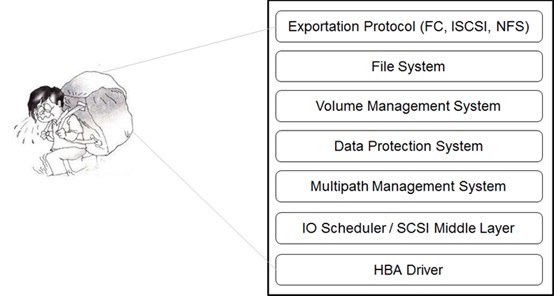 Exportation Protocol (FC, ISCSI, NFS)
File System
Volume Management System
Data Protection System
Multipath Management System
IO Scheduler / SCSI Middle Layer
HBA Driver